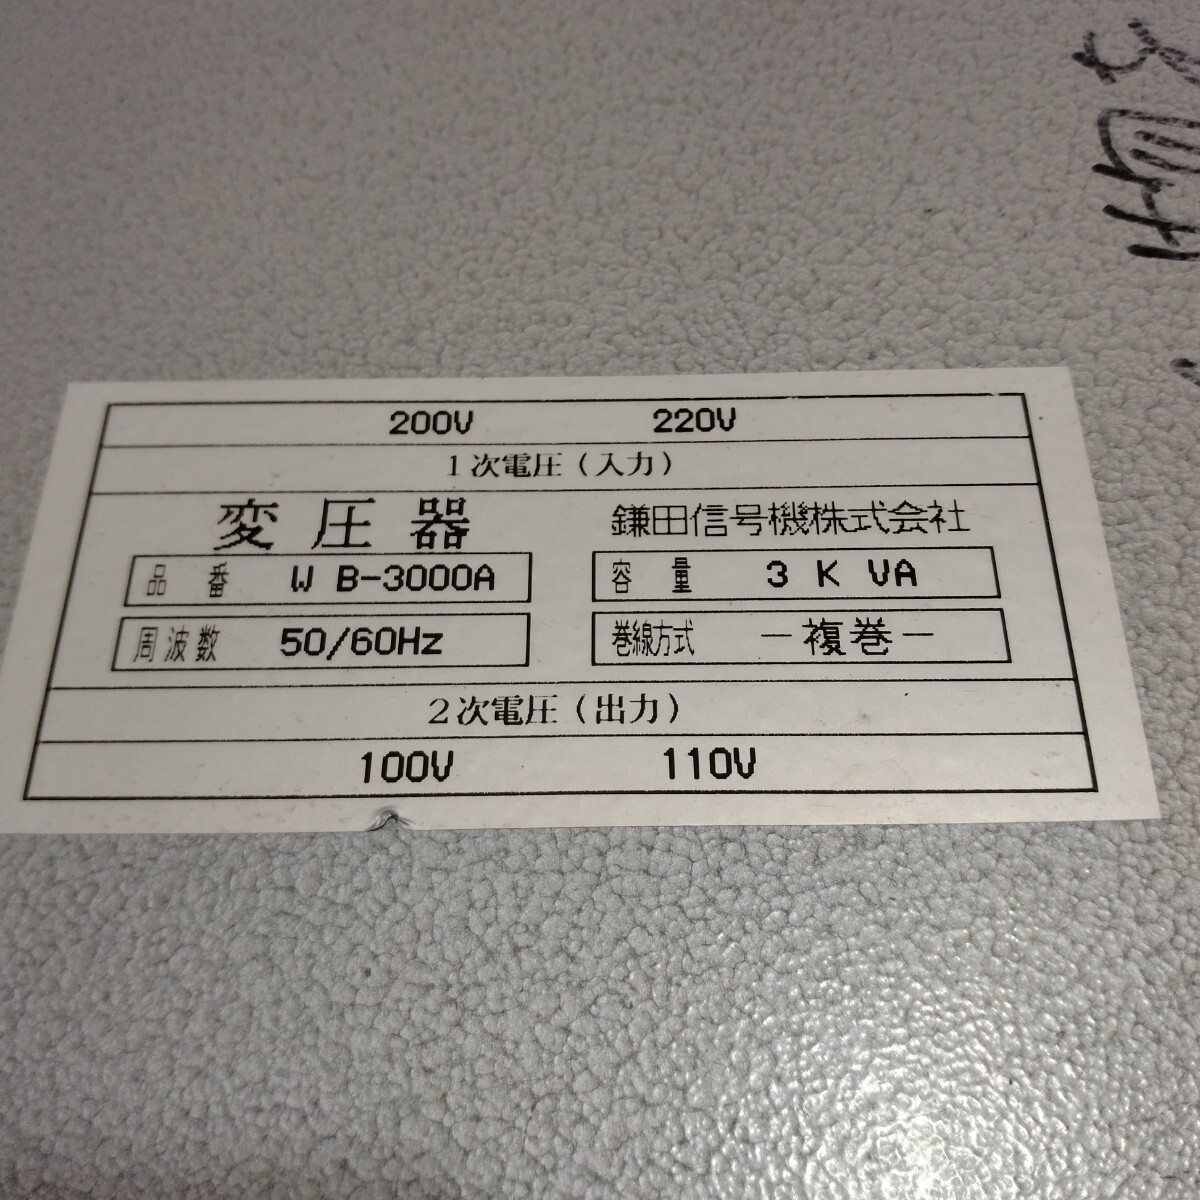 200V 220V
1次電圧(入力)
変圧器 鎌田信号機株式会社
品番 W B-3000A 容量 3 K VA
周波数 50/60Hz 巻線方式 −複巻−
2次電圧(出力)
100V 110V